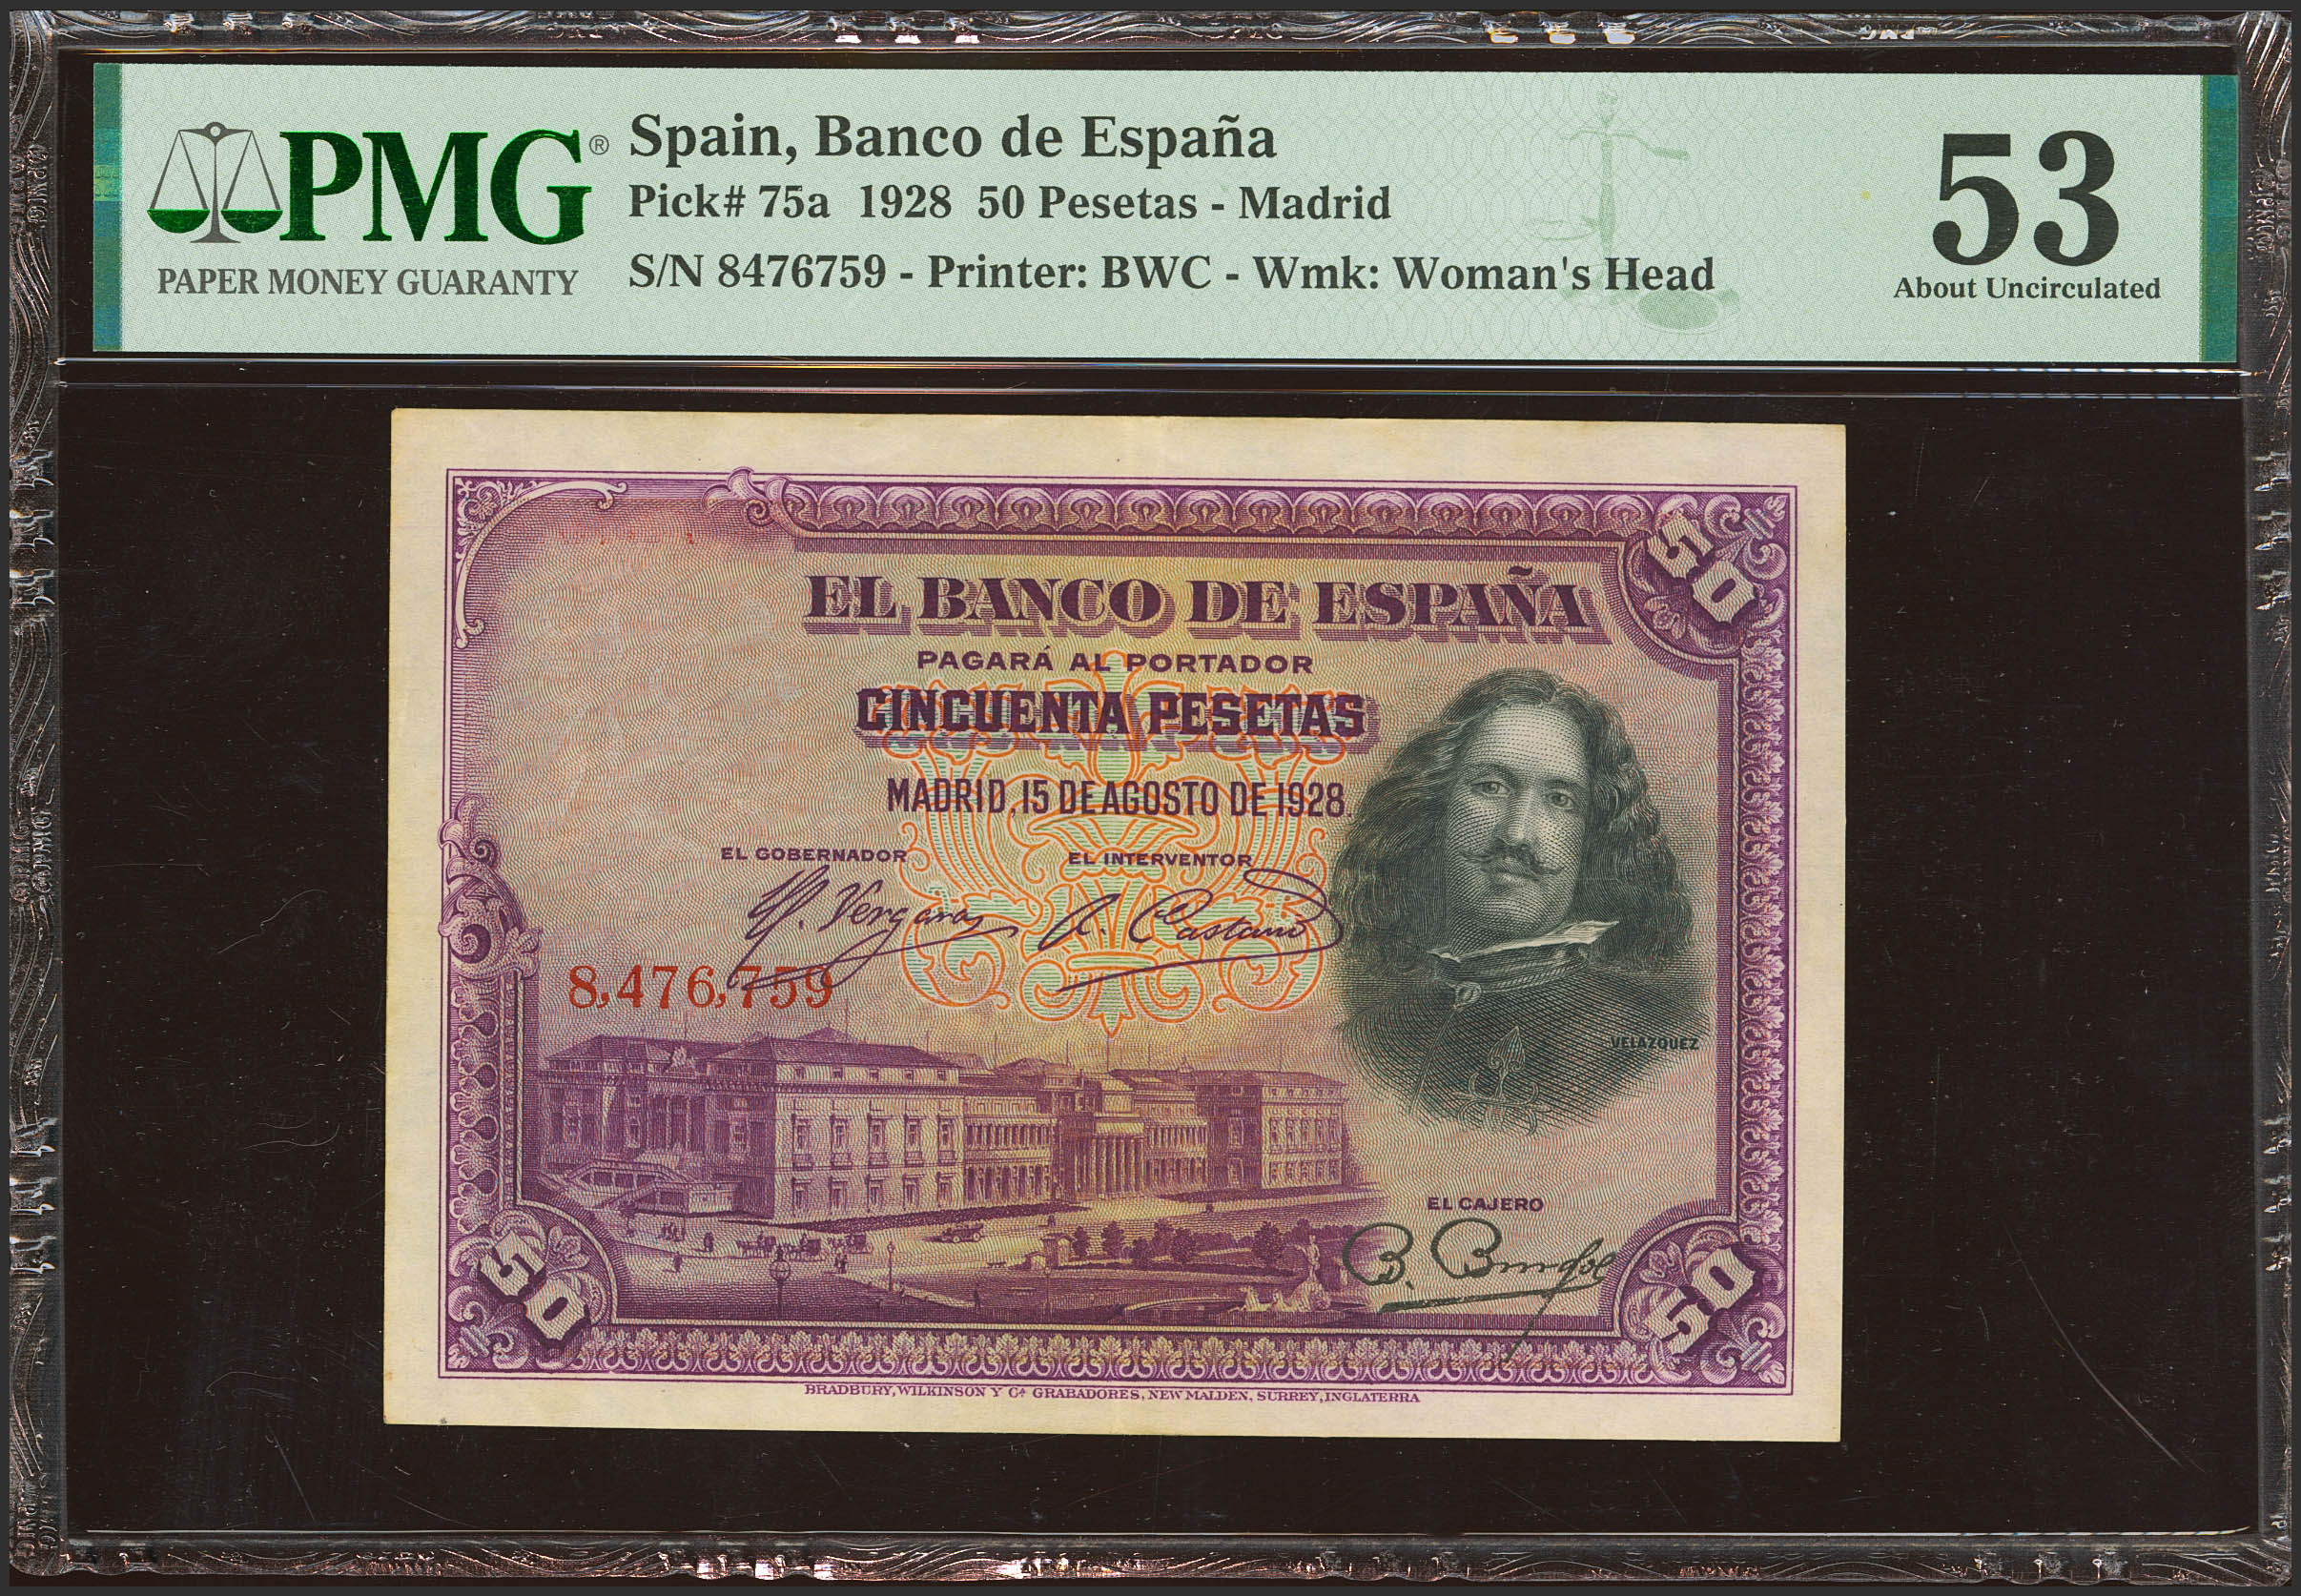 PMG®
PAPER MONEY GUARANTY
Spain, Banco de España
Pick# 75a 1928 50 Pesetas - Madrid
S/N 8476759 - Printer: BWC - Wmk: Woman's Head
53
About Uncirculated
50
EL BANCO DE ESPAÑA
PAGARÁ AL PORTADOR
CINCUENTA PESETAS
MADRID, 15 DE AGOSTO DE 1928.
EL GOBERNADOR
EL INTERVENTOR
Vergara
A. Castaño
8,476,759
VELAZQUEZ
EL CAJERO
50
50
BRADBURY, WILKINSON Y Cª GRABADORES, NEW MALDEN, SURREY, INGLATERRA